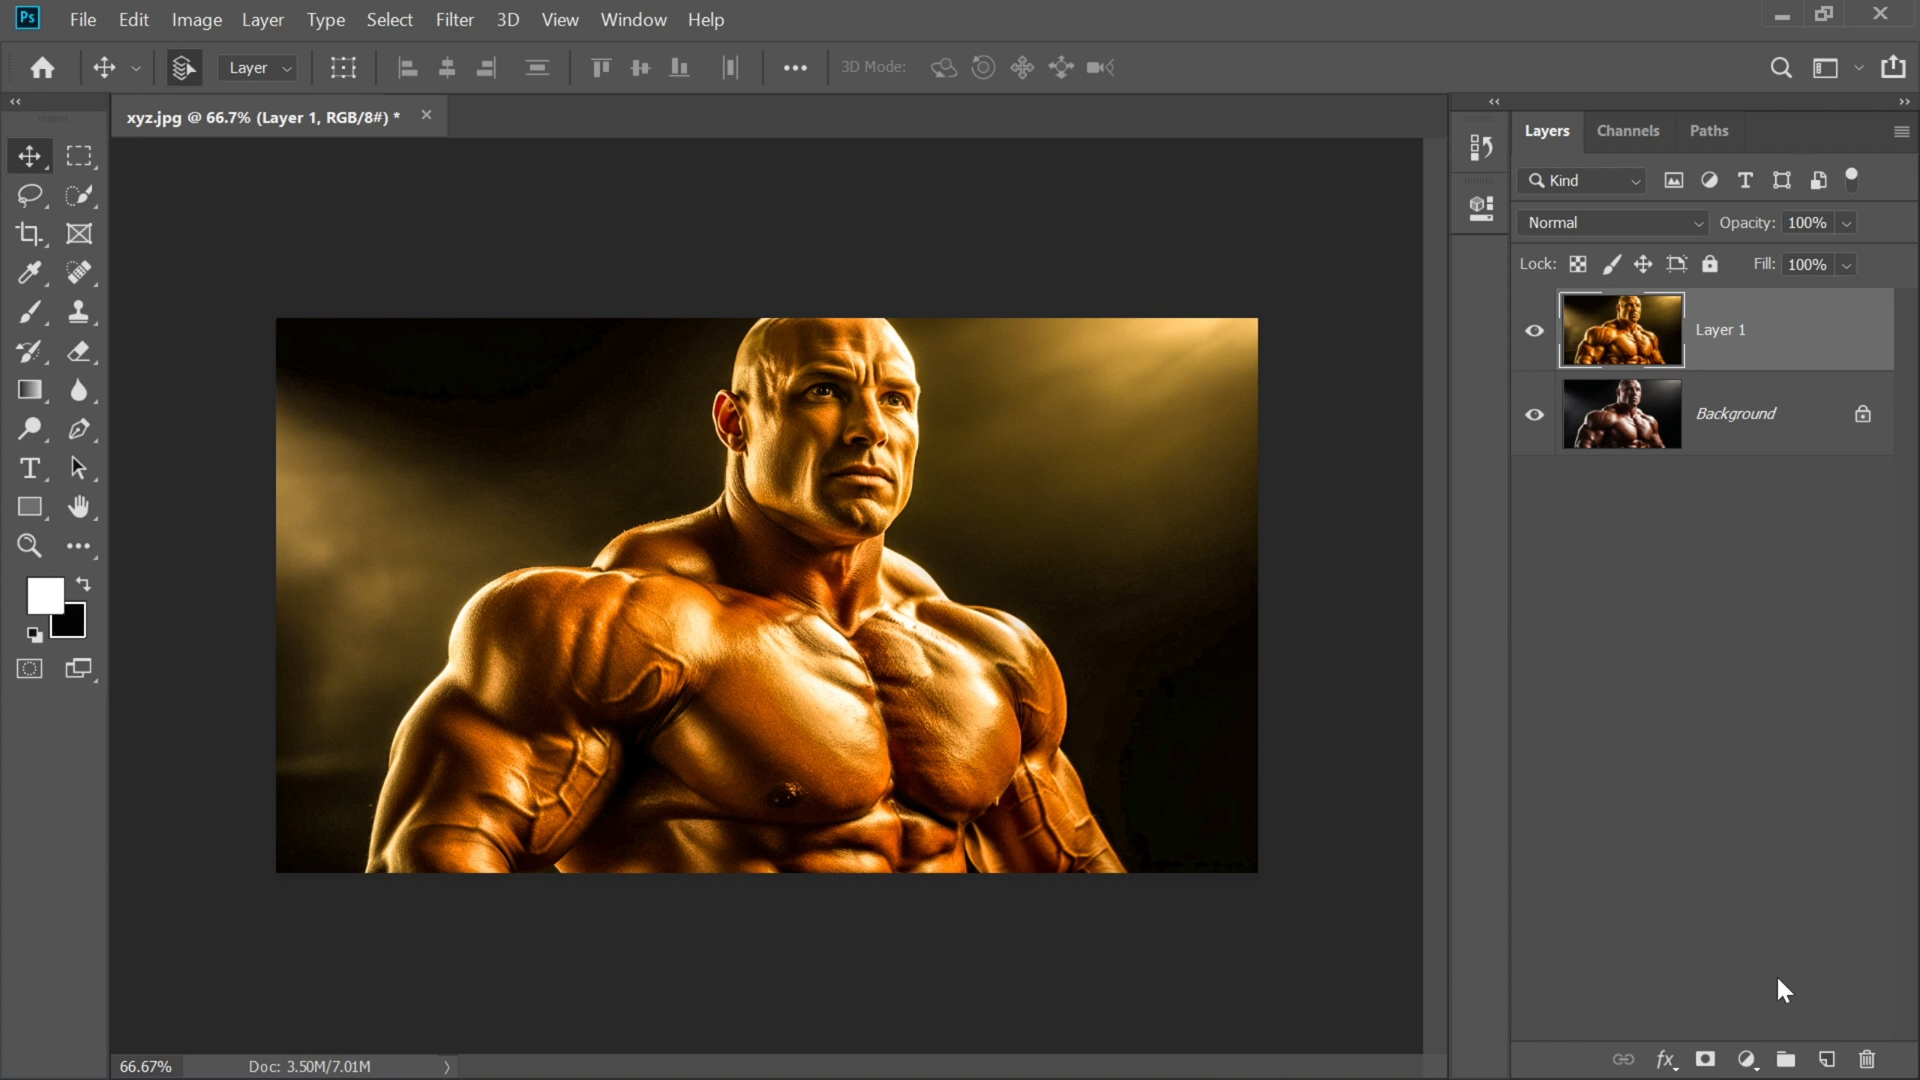 Ps File Edit Image Layer Type Select Filter 3D View Window Help
Layer 3D Mode:
xyz.jpg @ 66.7% (Layer 1, RGB/8#) *
Layers Channels Paths
Kind
Normal Opacity: 100%
Lock: Fill: 100%
Layer 1
Background
66.67% Doc: 3.50M/7.01M
fx